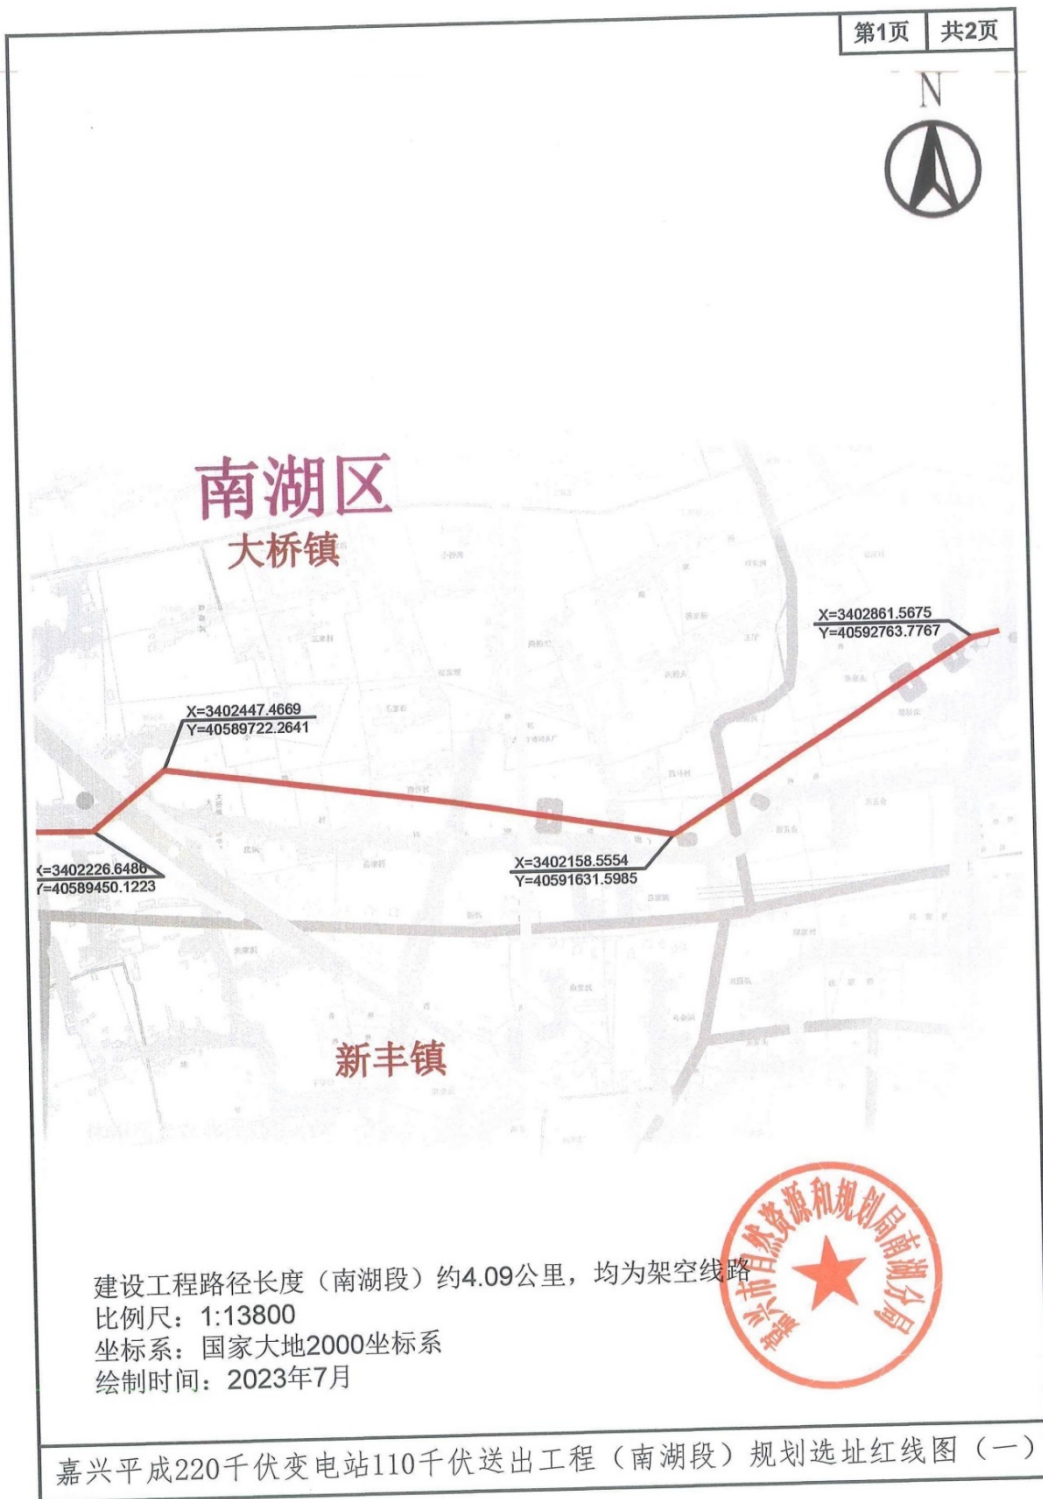 第1页 共2页
N
南湖区
大桥镇
X=3402861.5675
Y=40592763.7767
X=3402447.4669
Y=40589722.2641
X=3402226.6486
Y=40589450.1223
X=3402158.5554
Y=40591631.5985
新丰镇
嘉兴市自然资源和规划局南湖分局
建设工程路径长度（南湖段）约4.09公里，均为架空线路
比例尺：1:13800
坐标系：国家大地2000坐标系
绘制时间：2023年7月
嘉兴平成220千伏变电站110千伏送出工程（南湖段）规划选址红线图（一）